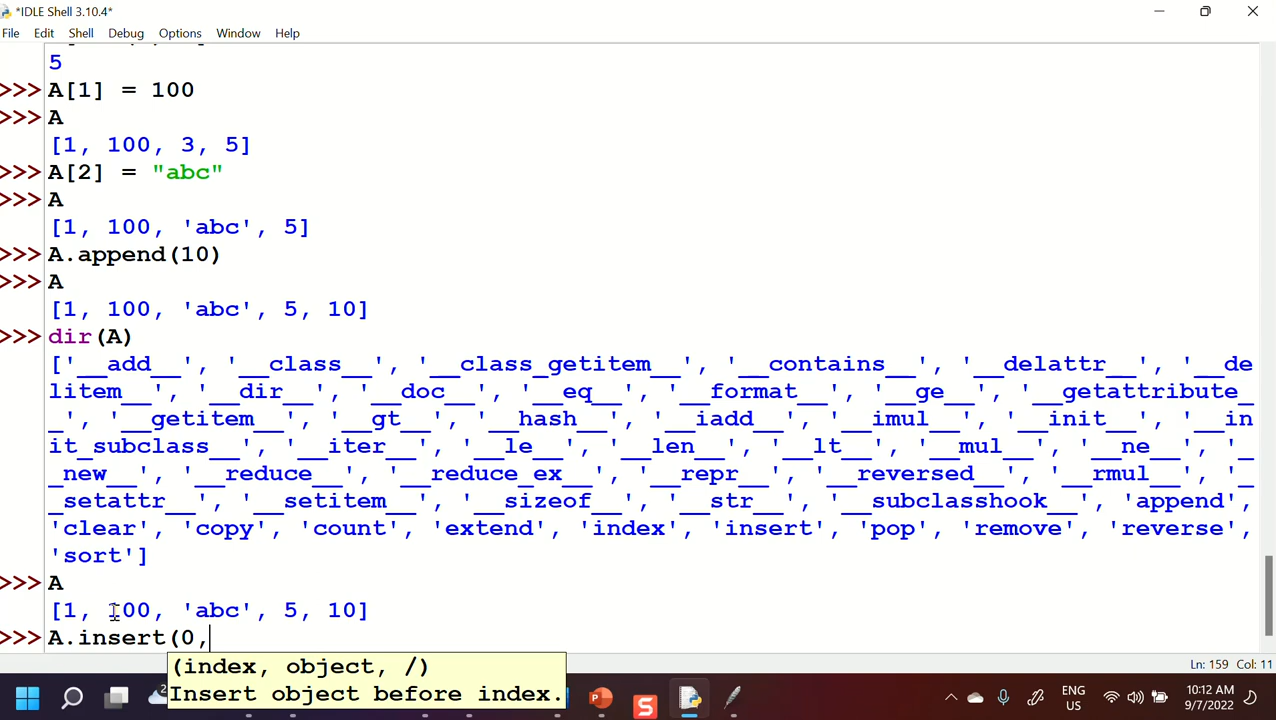 *IDLE Shell 3.10.4*
File Edit Shell Debug Options Window Help
5
>>> A[1] = 100
>>> A
[1, 100, 3, 5]
>>> A[2] = "abc"
>>> A
[1, 100, 'abc', 5]
>>> A.append(10)
>>> A
[1, 100, 'abc', 5, 10]
>>> dir(A)
['__add__', '__class__', '__class_getitem__', '__contains__', '__delattr__', '__de
litem__', '__dir__', '__doc__', '__eq__', '__format__', '__ge__', '__getattribute_
_', '__getitem__', '__gt__', '__hash__', '__iadd__', '__imul__', '__init__', '__in
it_subclass__', '__iter__', '__le__', '__len__', '__lt__', '__mul__', '__ne__', '_
_new__', '__reduce__', '__reduce_ex__', '__repr__', '__reversed__', '__rmul__', '_
_setattr__', '__setitem__', '__sizeof__', '__str__', '__subclasshook__', 'append',
'clear', 'copy', 'count', 'extend', 'index', 'insert', 'pop', 'remove', 'reverse',
'sort']
>>> A
[1, 100, 'abc', 5, 10]
>>> A.insert(0,
(index, object, /)
Insert object before index.
Ln: 159 Col: 11
ENG
US
10:12 AM
9/7/2022